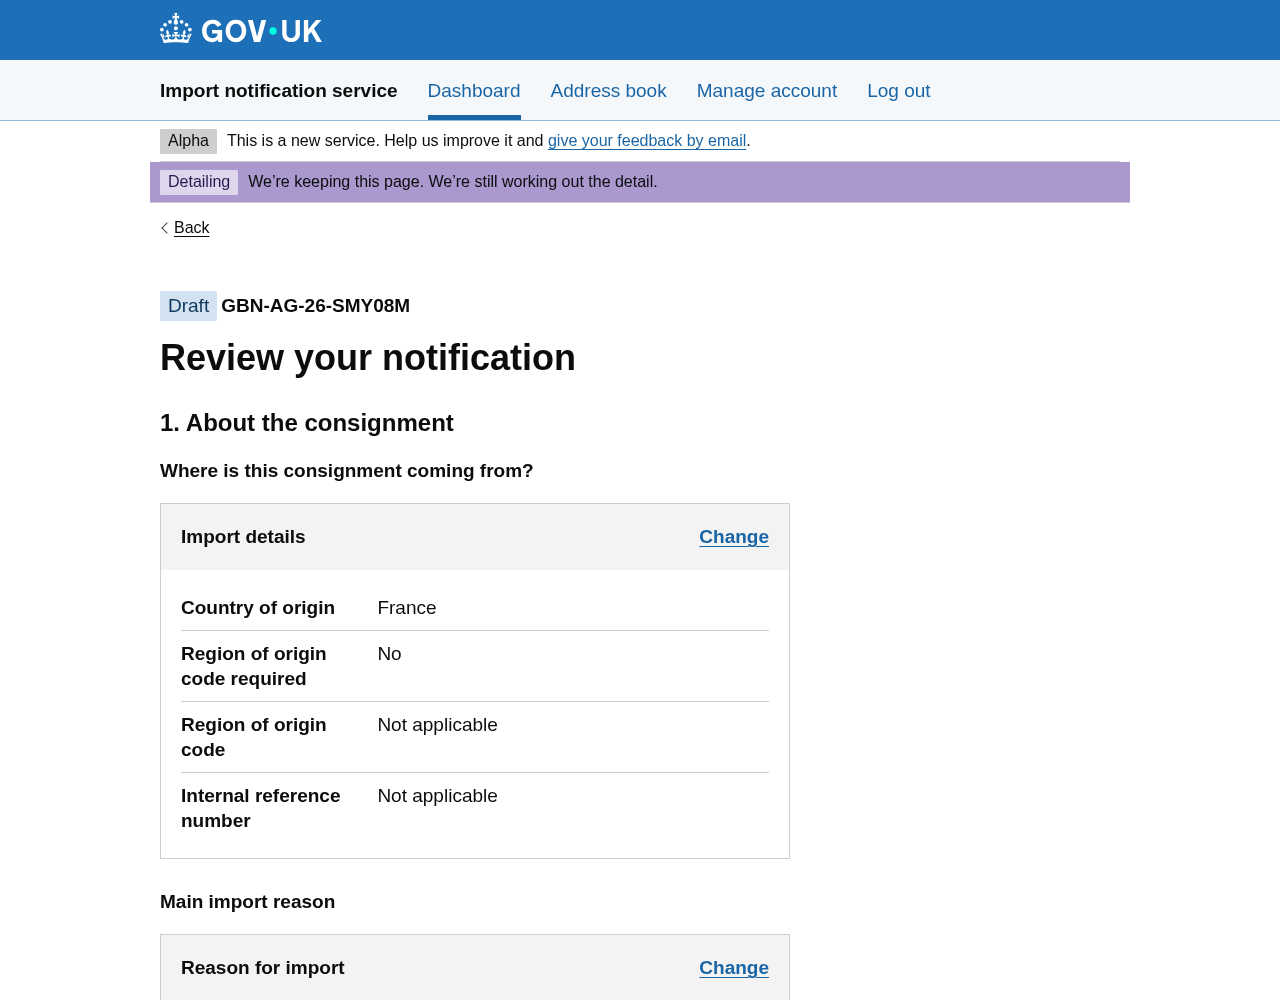 GOV.UK
Import notification service Dashboard Address book Manage account Log out
Alpha This is a new service. Help us improve it and give your feedback by email.
Detailing We’re keeping this page. We’re still working out the detail.
Back
Draft GBN-AG-26-SMY08M
Review your notification
1. About the consignment
Where is this consignment coming from?
Import details Change
Country of origin France
Region of origin No
code required
Region of origin Not applicable
code
Internal reference Not applicable
number
Main import reason
Reason for import Change